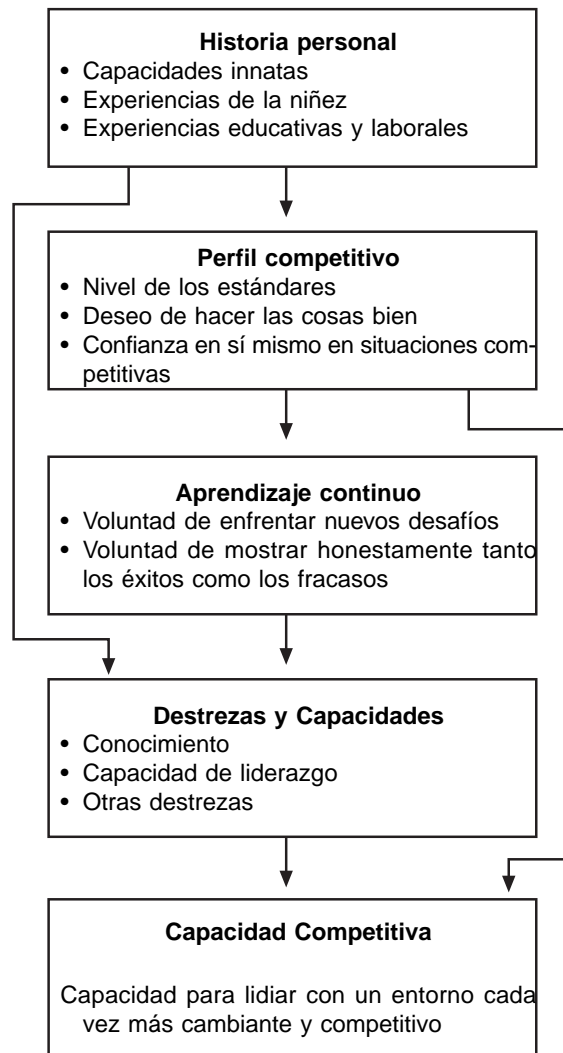 Historia personal
• Capacidades innatas
• Experiencias de la niñez
• Experiencias educativas y laborales
Perfil competitivo
• Nivel de los estándares
• Deseo de hacer las cosas bien
• Confianza en sí mismo en situaciones com-
petitivas
Aprendizaje continuo
• Voluntad de enfrentar nuevos desafíos
• Voluntad de mostrar honestamente tanto
los éxitos como los fracasos
Destrezas y Capacidades
• Conocimiento
• Capacidad de liderazgo
• Otras destrezas
Capacidad Competitiva
Capacidad para lidiar con un entorno cada
vez más cambiante y competitivo